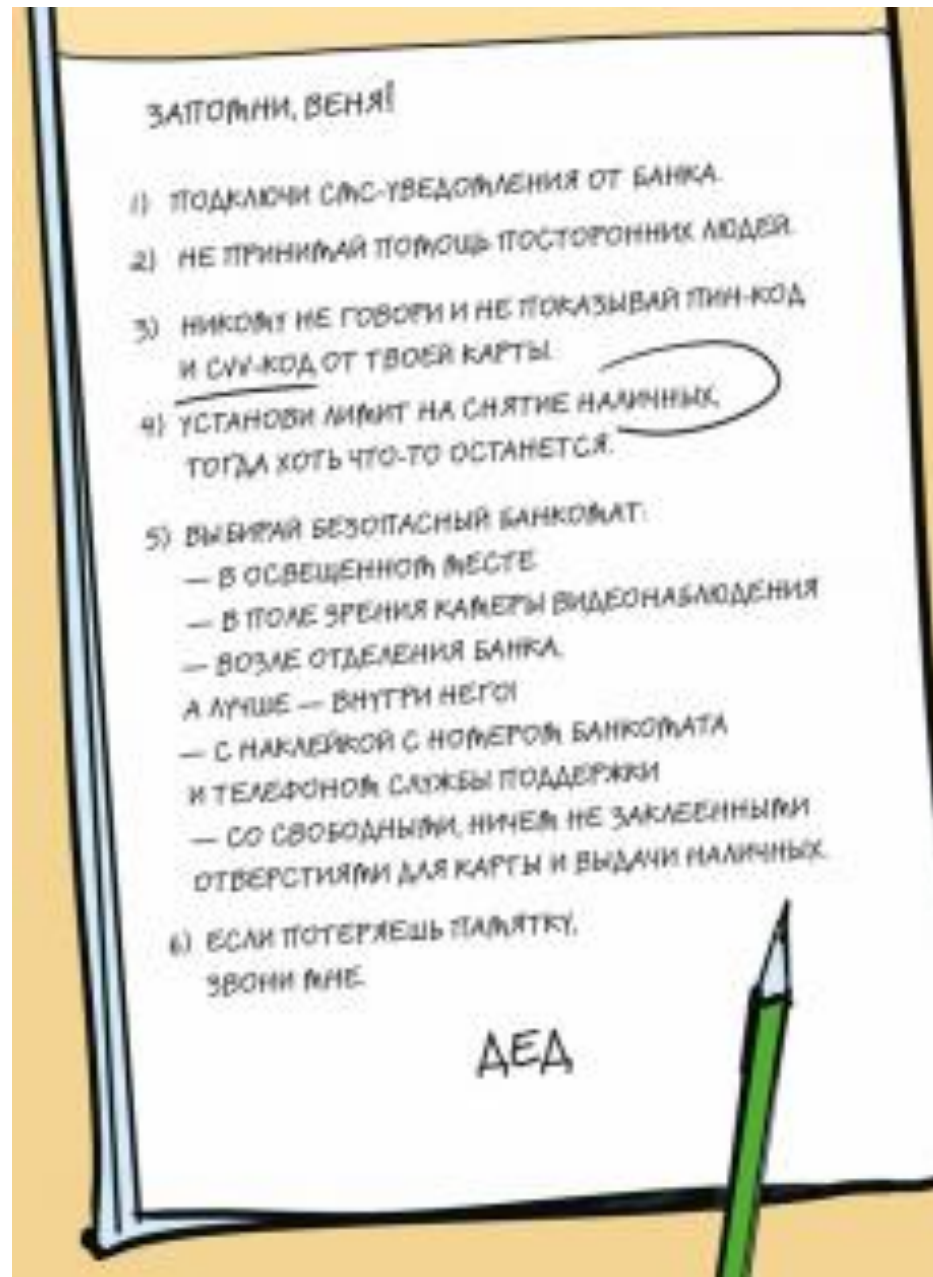 ЗАПОМНИ, ВЕНЯ!
1) ПОДКЛЮЧИ СМС-УВЕДОМЛЕНИЯ ОТ БАНКА.
2) НЕ ПРИНИМАЙ ПОМОЩЬ ПОСТОРОННИХ ЛЮДЕЙ.
3) НИКОМУ НЕ ГОВОРИ И НЕ ПОКАЗЫВАЙ ПИН-КОД
И CVV-КОД ОТ ТВОЕЙ КАРТЫ.
4) УСТАНОВИ ЛИМИТ НА СНЯТИЕ НАЛИЧНЫХ,
ТОГДА ХОТЬ ЧТО-ТО ОСТАНЕТСЯ.
5) ВЫБИРАЙ БЕЗОПАСНЫЙ БАНКОМАТ:
— В ОСВЕЩЕННОМ МЕСТЕ
— В ПОЛЕ ЗРЕНИЯ КАМЕРЫ ВИДЕОНАБЛЮДЕНИЯ
— ВОЗЛЕ ОТДЕЛЕНИЯ БАНКА,
А ЛУЧШЕ — ВНУТРИ НЕГО!
— С НАКЛЕЙКОЙ С НОМЕРОМ БАНКОМАТА
И ТЕЛЕФОНОМ СЛУЖБЫ ПОДДЕРЖКИ
— СО СВОБОДНЫМИ, НИЧЕМ НЕ ЗАКЛЕЕННЫМИ
ОТВЕРСТИЯМИ ДЛЯ КАРТЫ И ВЫДАЧИ НАЛИЧНЫХ.
6) ЕСЛИ ПОТЕРЯЕШЬ ПАМЯТКУ,
ЗВОНИ МНЕ.
ДЕД